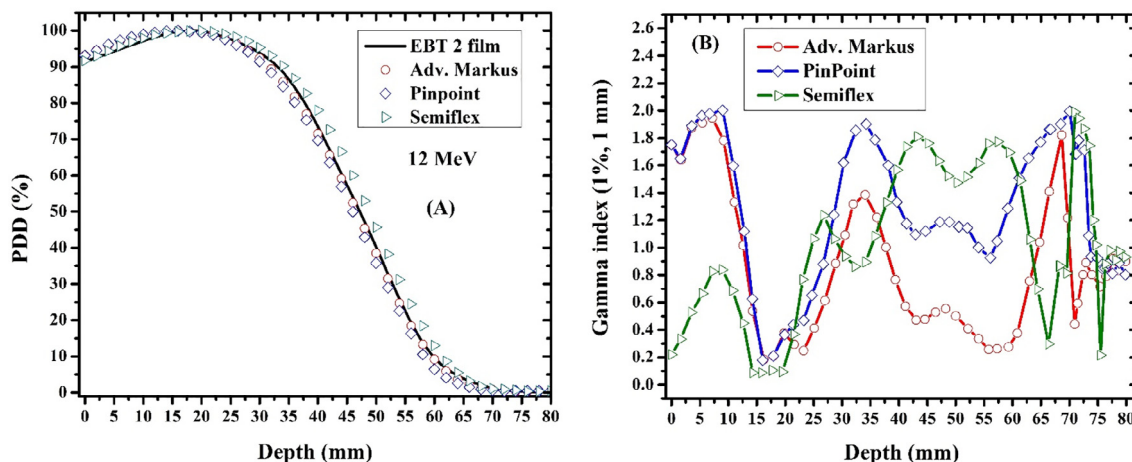 PDD (%)
100
90
80
70
60
50
40
30
20
10
0
EBT 2 film
Adv. Markus
Pinpoint
Semiflex
12 MeV
(A)
0 5 10 15 20 25 30 35 40 45 50 55 60 65 70 75 80
Depth (mm)
Gamma index (1%, 1 mm)
2.6
2.4
2.2
2.0
1.8
1.6
1.4
1.2
1.0
0.8
0.6
0.4
0.2
0.0
(B)
Adv. Markus
PinPoint
Semiflex
0 5 10 15 20 25 30 35 40 45 50 55 60 65 70 75 80
Depth (mm)